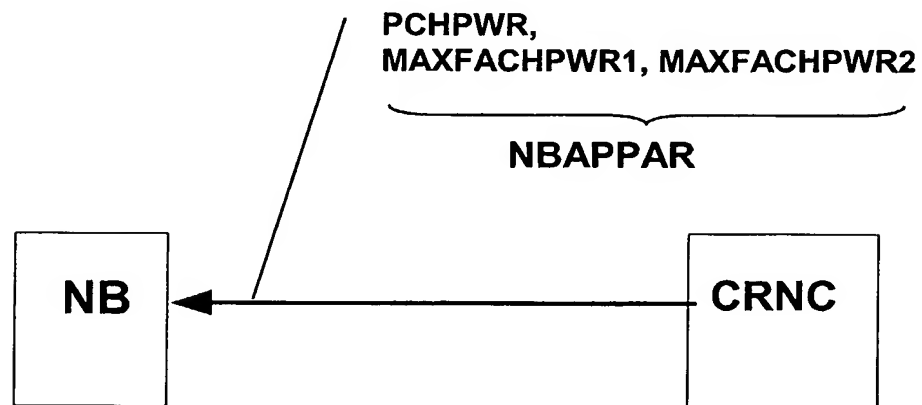 PCHPWR,
MAXFACHPWR1, MAXFACHPWR2
NBAPPAR
NB
CRNC